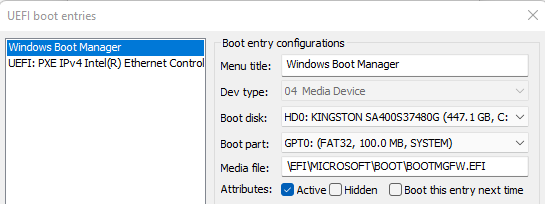 UEFI boot entries
Windows Boot Manager
UEFI: PXE IPv4 Intel(R) Ethernet Control
Boot entry configurations
Menu title: Windows Boot Manager
Dev type: 04 Media Device
Boot disk: HD0: KINGSTON SA400S37480G (447.1 GB, C:
Boot part: GPT0: (FAT32, 100.0 MB, SYSTEM)
Media file: \EFI\MICROSOFT\BOOT\BOOTMGFW.EFI
Attributes: Active Hidden Boot this entry next time